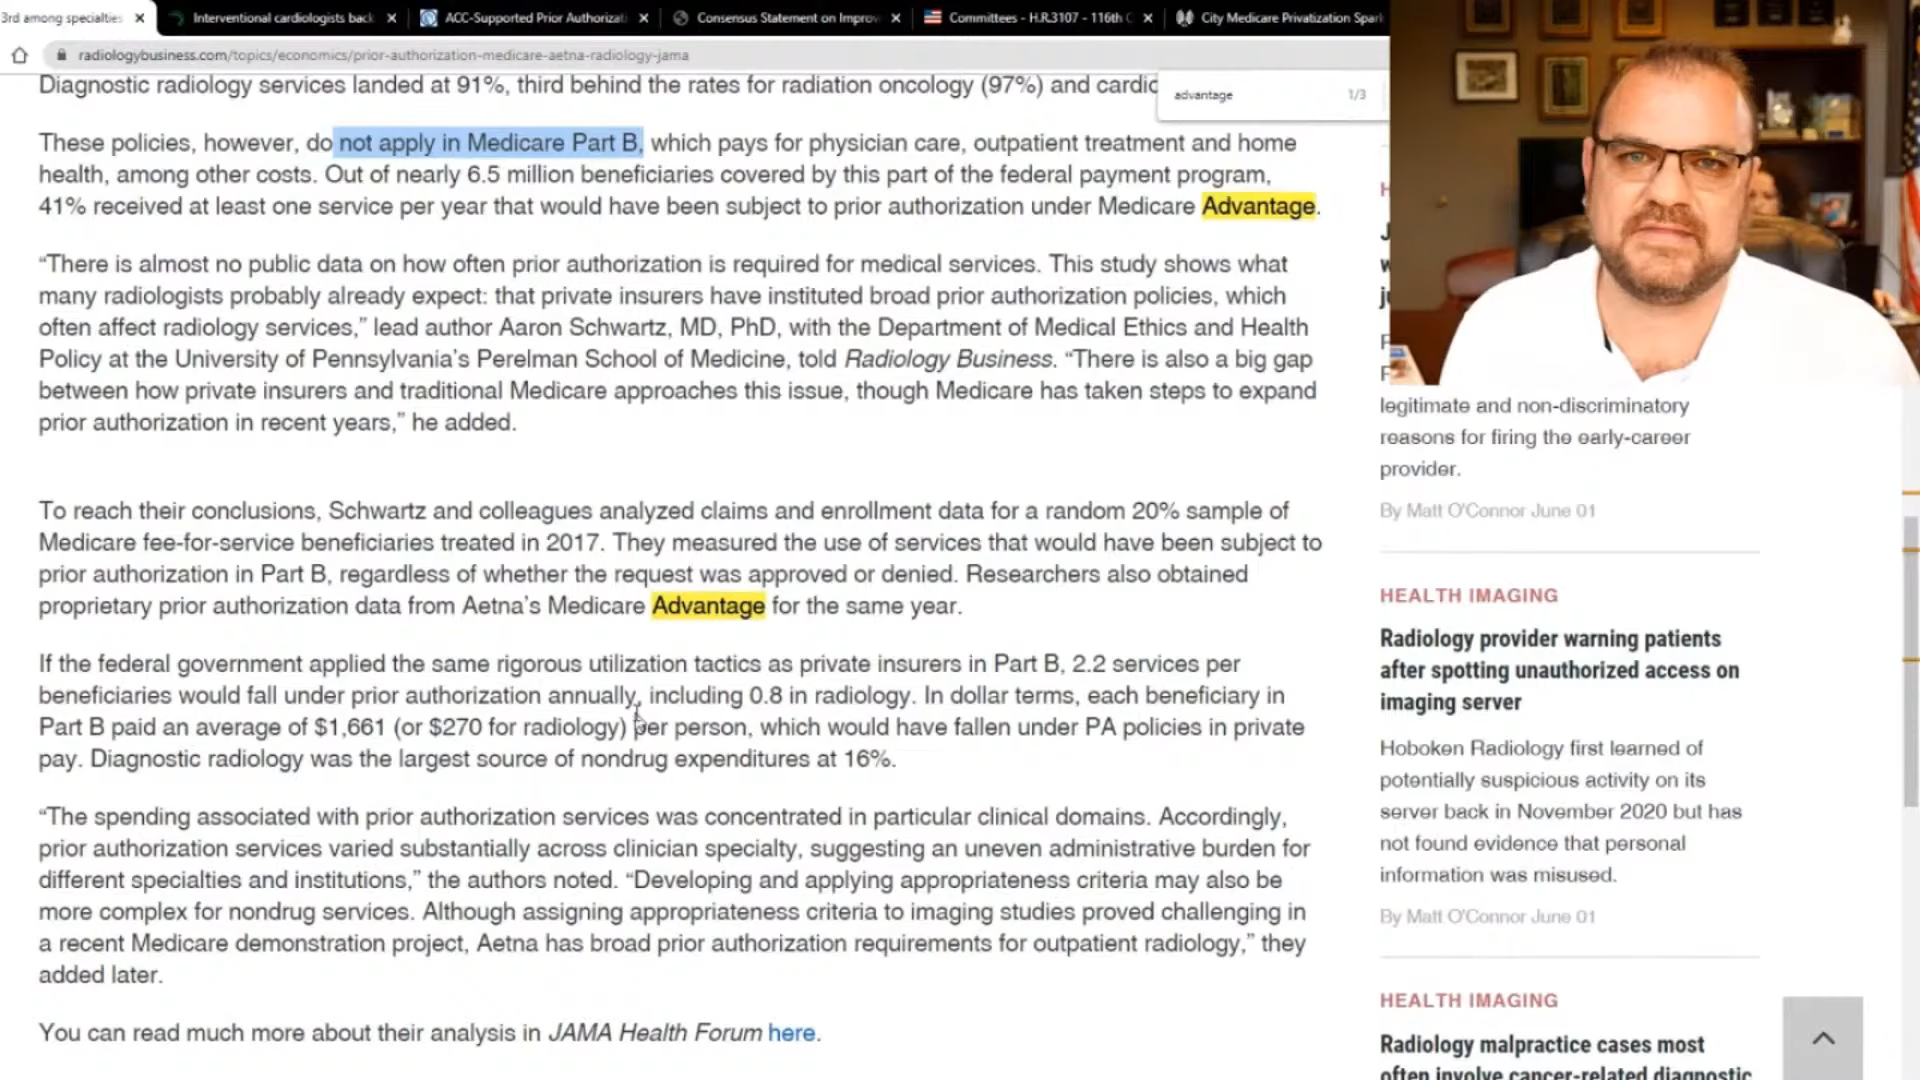 3rd among specialties
Interventional cardiologists back
ACC-Supported Prior Authorizati
Consensus Statement on Improv
Committees - H.R.3107 - 116th C
City Medicare Privatization Spar
radiologybusiness.com/topics/economics/prior-authorization-medicare-aetna-radiology-jama
advantage 1/3
Diagnostic radiology services landed at 91%, third behind the rates for radiation oncology (97%) and cardio
These policies, however, do not apply in Medicare Part B, which pays for physician care, outpatient treatment and home
health, among other costs. Out of nearly 6.5 million beneficiaries covered by this part of the federal payment program,
41% received at least one service per year that would have been subject to prior authorization under Medicare Advantage.
“There is almost no public data on how often prior authorization is required for medical services. This study shows what
many radiologists probably already expect: that private insurers have instituted broad prior authorization policies, which
often affect radiology services,” lead author Aaron Schwartz, MD, PhD, with the Department of Medical Ethics and Health
Policy at the University of Pennsylvania’s Perelman School of Medicine, told Radiology Business. “There is also a big gap
between how private insurers and traditional Medicare approaches this issue, though Medicare has taken steps to expand
prior authorization in recent years,” he added.
To reach their conclusions, Schwartz and colleagues analyzed claims and enrollment data for a random 20% sample of
Medicare fee-for-service beneficiaries treated in 2017. They measured the use of services that would have been subject to
prior authorization in Part B, regardless of whether the request was approved or denied. Researchers also obtained
proprietary prior authorization data from Aetna’s Medicare Advantage for the same year.
If the federal government applied the same rigorous utilization tactics as private insurers in Part B, 2.2 services per
beneficiaries would fall under prior authorization annually, including 0.8 in radiology. In dollar terms, each beneficiary in
Part B paid an average of $1,661 (or $270 for radiology) per person, which would have fallen under PA policies in private
pay. Diagnostic radiology was the largest source of nondrug expenditures at 16%.
“The spending associated with prior authorization services was concentrated in particular clinical domains. Accordingly,
prior authorization services varied substantially across clinician specialty, suggesting an uneven administrative burden for
different specialties and institutions,” the authors noted. “Developing and applying appropriateness criteria may also be
more complex for nondrug services. Although assigning appropriateness criteria to imaging studies proved challenging in
a recent Medicare demonstration project, Aetna has broad prior authorization requirements for outpatient radiology,” they
added later.
You can read much more about their analysis in JAMA Health Forum here.
legitimate and non-discriminatory
reasons for firing the early-career
provider.
By Matt O'Connor June 01
HEALTH IMAGING
Radiology provider warning patients
after spotting unauthorized access on
imaging server
Hoboken Radiology first learned of
potentially suspicious activity on its
server back in November 2020 but has
not found evidence that personal
information was misused.
By Matt O'Connor June 01
HEALTH IMAGING
Radiology malpractice cases most
often involve cancer-related diagnostic